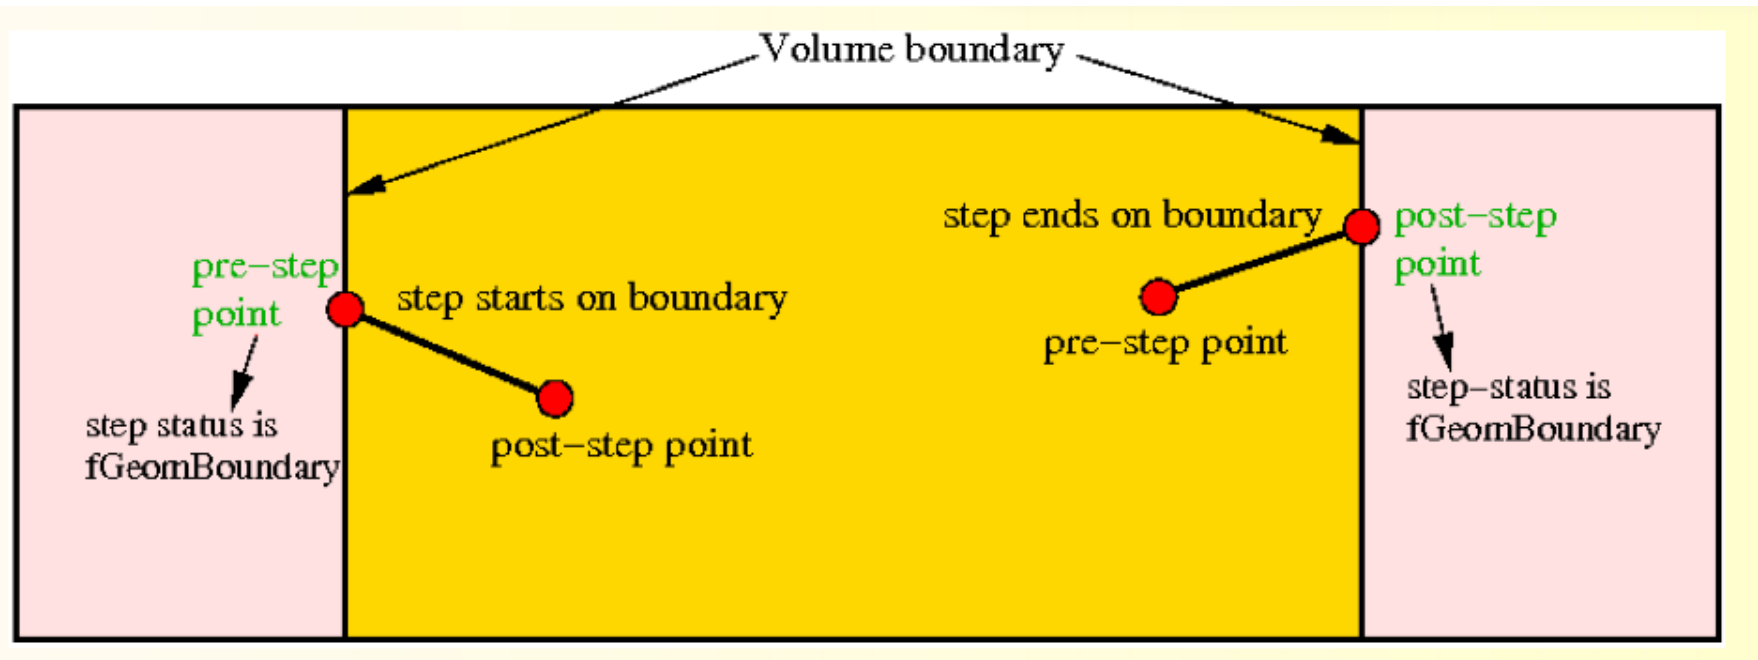 Volume boundary
step ends on boundary
post-step
point
pre-step
point
step starts on boundary
pre-step point
step status is
fGeomBoundary
post-step point
step-status is
fGeomBoundary